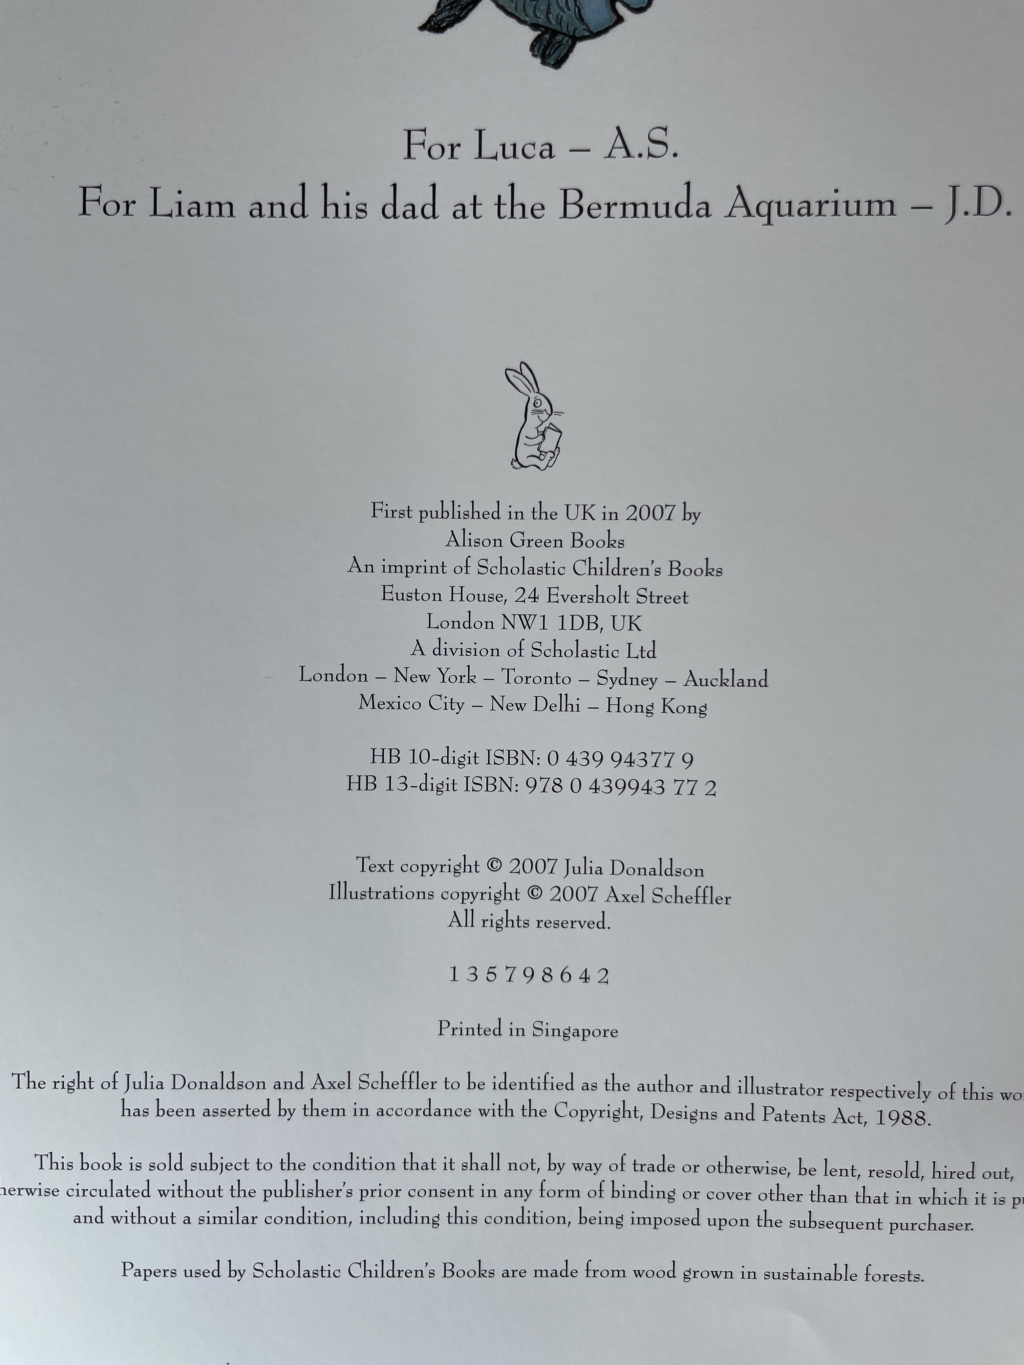 For Luca – A.S.
For Liam and his dad at the Bermuda Aquarium – J.D.
First published in the UK in 2007 by
Alison Green Books
An imprint of Scholastic Children's Books
Euston House, 24 Eversholt Street
London NW1 1DB, UK
A division of Scholastic Ltd
London – New York – Toronto – Sydney – Auckland
Mexico City – New Delhi – Hong Kong
HB 10-digit ISBN: 0 439 94377 9
HB 13-digit ISBN: 978 0 439943 77 2
Text copyright © 2007 Julia Donaldson
Illustrations copyright © 2007 Axel Scheffler
All rights reserved.
1 3 5 7 9 8 6 4 2
Printed in Singapore
The right of Julia Donaldson and Axel Scheffler to be identified as the author and illustrator respectively of this
has been asserted by them in accordance with the Copyright, Designs and Patents Act, 1988.
This book is sold subject to the condition that it shall not, by way of trade or otherwise, be lent, resold, hired out,
circulated without the publisher's prior consent in any form of binding or cover other than that in which it is
and without a similar condition, including this condition, being imposed upon the subsequent purchaser.
Papers used by Scholastic Children's Books are made from wood grown in sustainable forests.